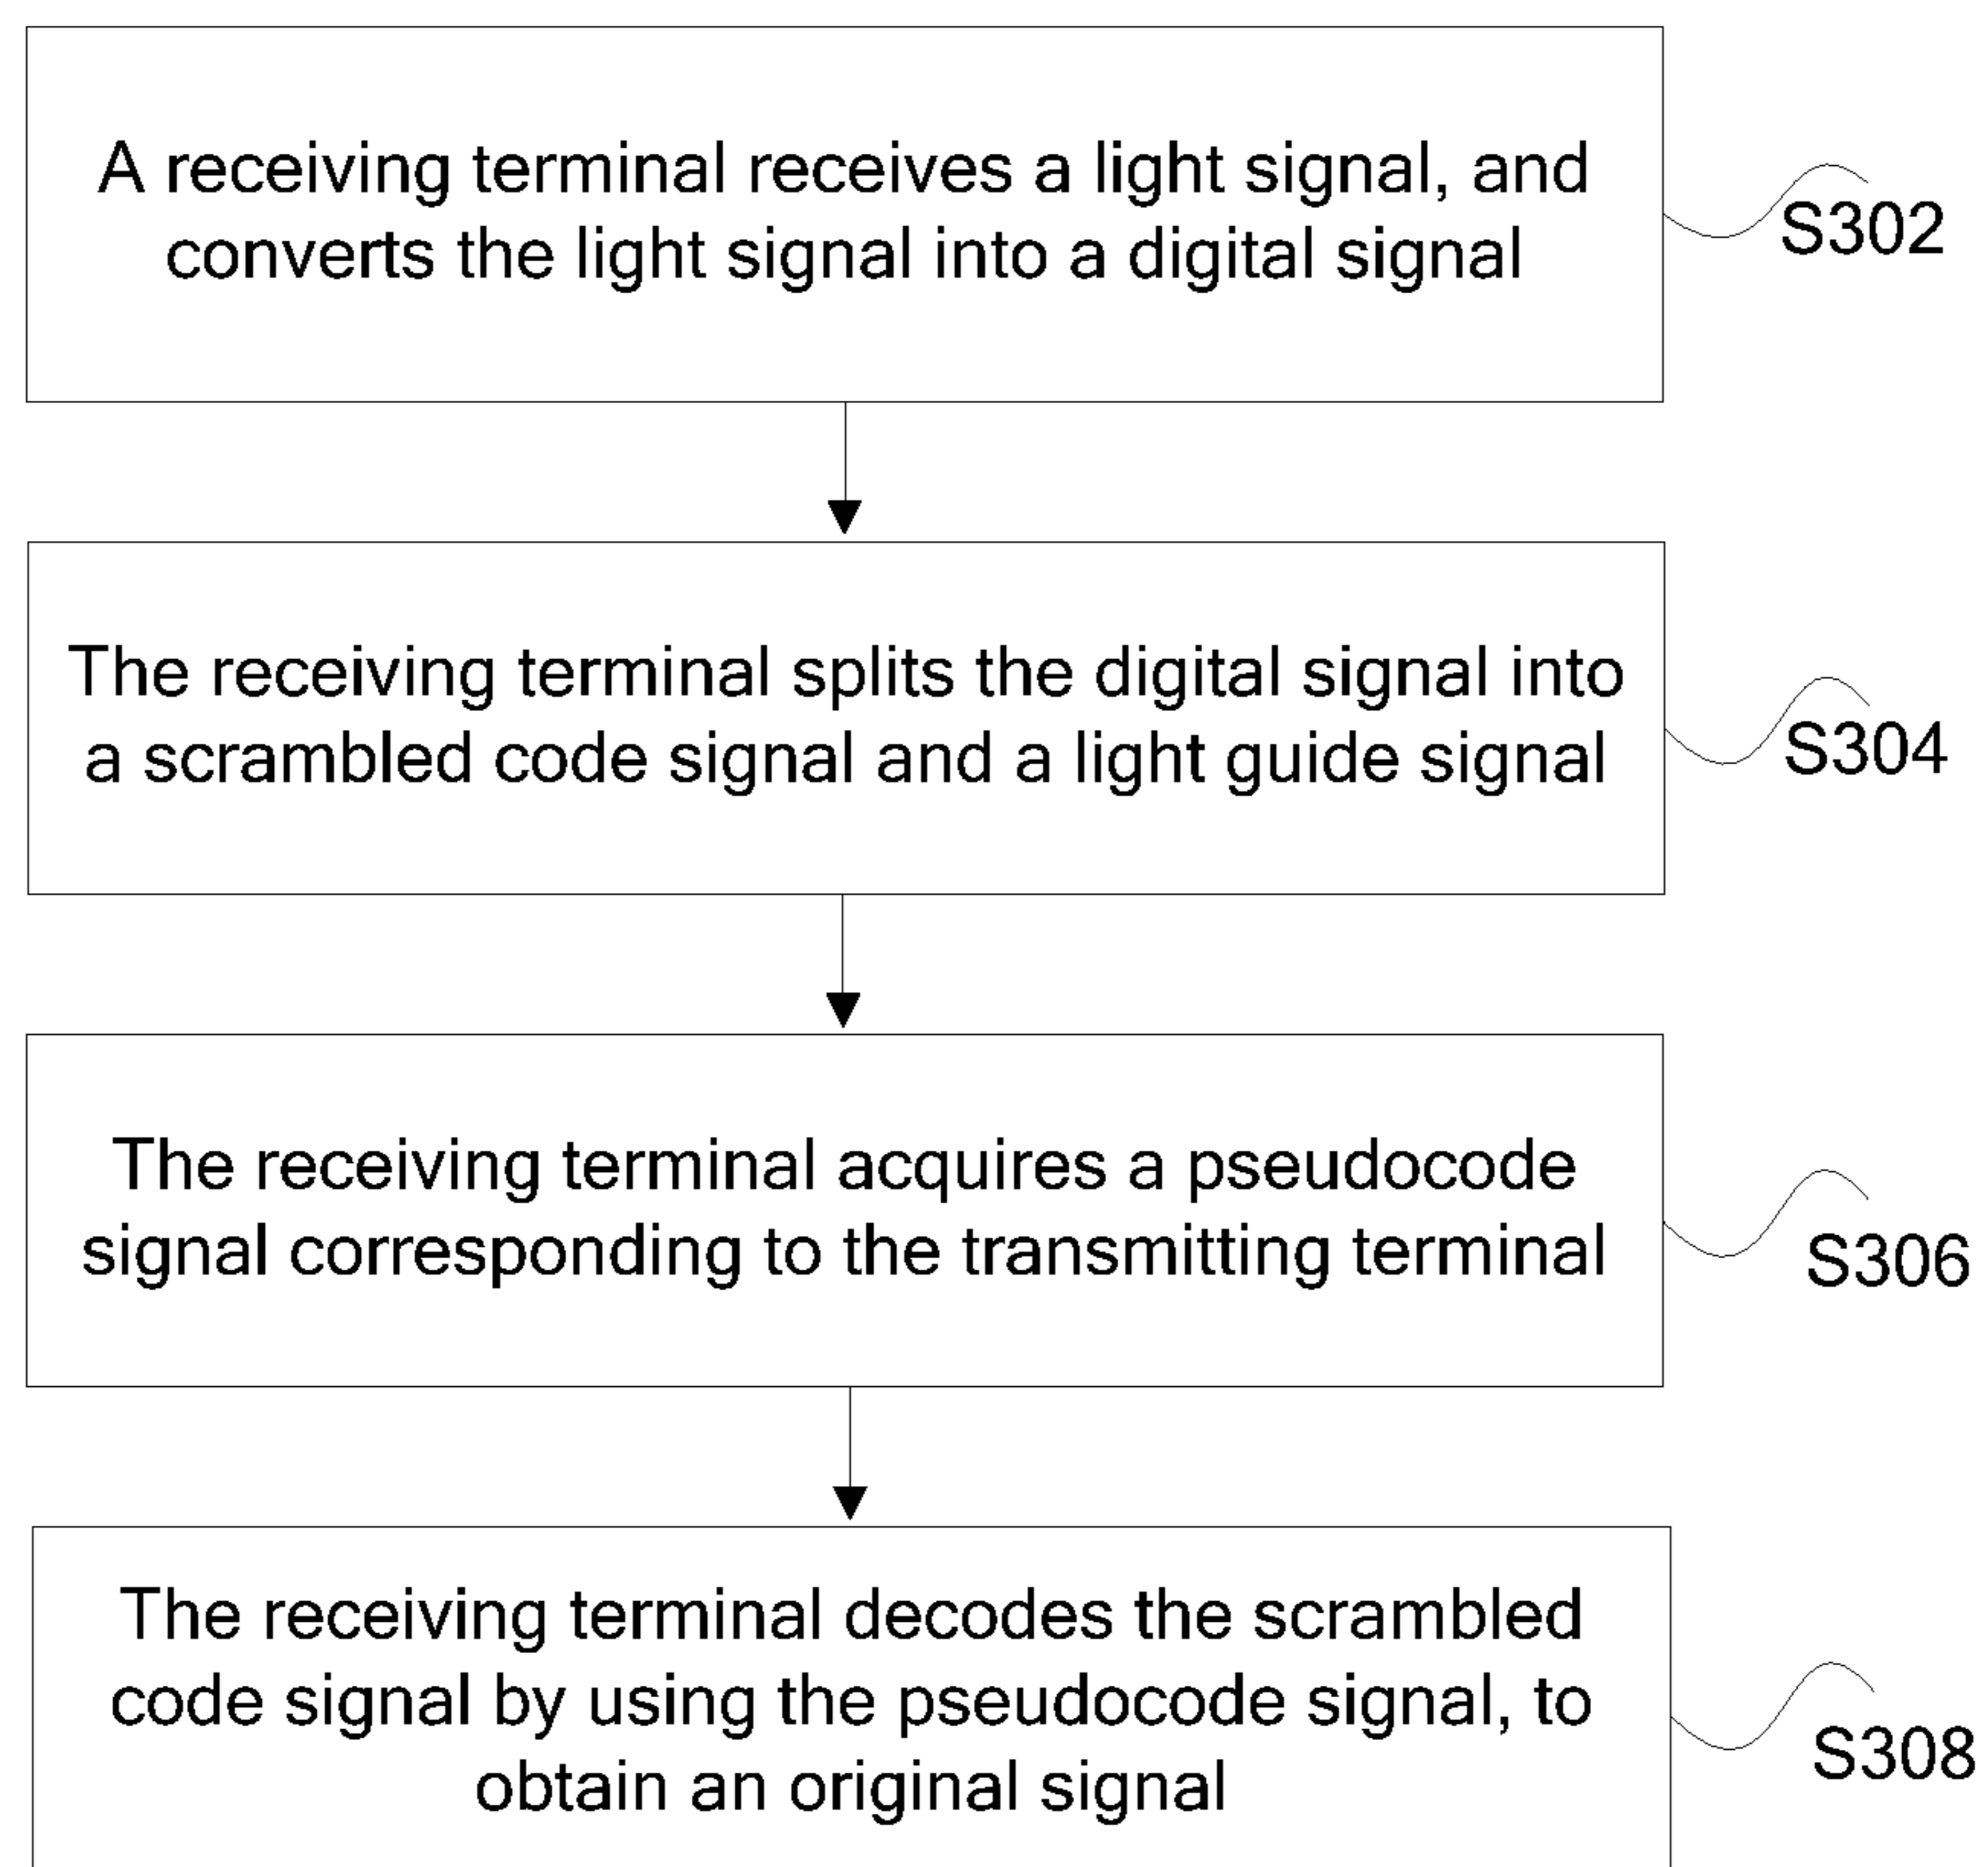 A receiving terminal receives a light signal, and
converts the light signal into a digital signal
S302
The receiving terminal splits the digital signal into
a scrambled code signal and a light guide signal
S304
The receiving terminal acquires a pseudocode
signal corresponding to the transmitting terminal
S306
The receiving terminal decodes the scrambled
code signal by using the pseudocode signal, to
obtain an original signal
S308